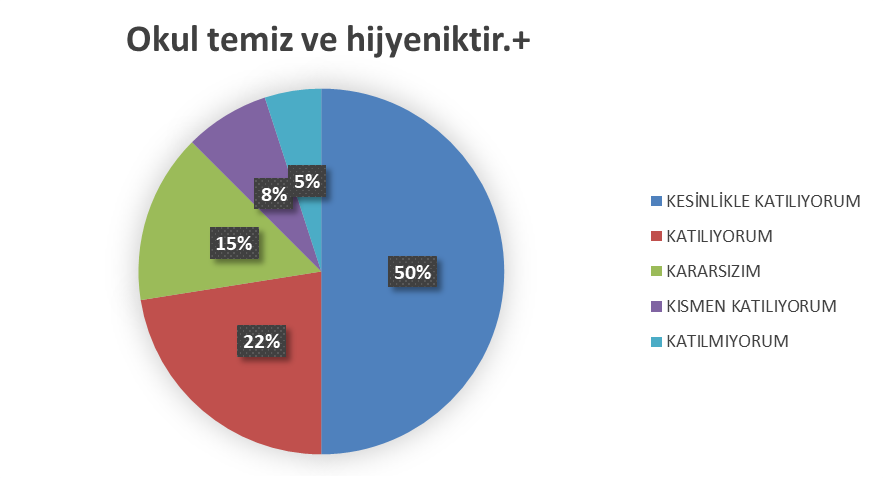 Okul temiz ve hijyeniktir.+
5%
8%
15%
50%
22%
KESİNLİKLE KATILIYORUM
KATILIYORUM
KARARSIZIM
KISMEN KATILIYORUM
KATILMIYORUM